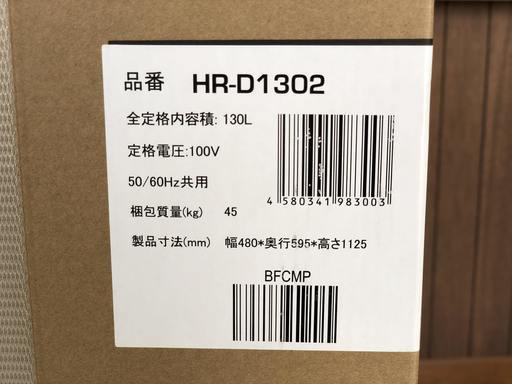 品番 HR-D1302
全定格内容積: 130L
定格電圧:100V
50/60Hz共用
4 580341 983003
梱包質量(kg) 45
製品寸法(mm) 幅480*奥行595*高さ1125
BFCMP